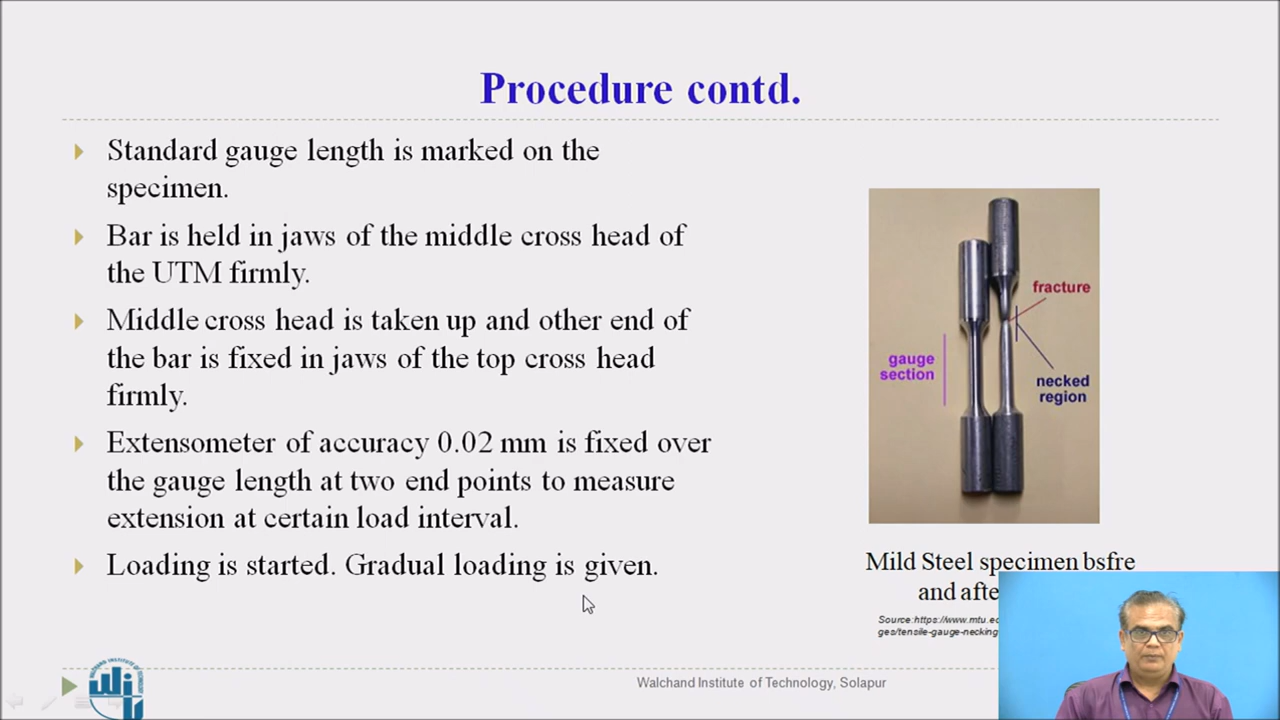 Procedure contd.
Standard gauge length is marked on the
specimen.
Bar is held in jaws of the middle cross head of
the UTM firmly.
Middle cross head is taken up and other end of
the bar is fixed in jaws of the top cross head
firmly.
Extensometer of accuracy 0.02 mm is fixed over
the gauge length at two end points to measure
extension at certain load interval.
Loading is started. Gradual loading is given.
fracture
gauge
section
necked
region
Mild Steel specimen bsfre
and afte
Source:https://www.mtu.ec
ges/tensile-gauge-necking
Walchand Institute of Technology, Solapur